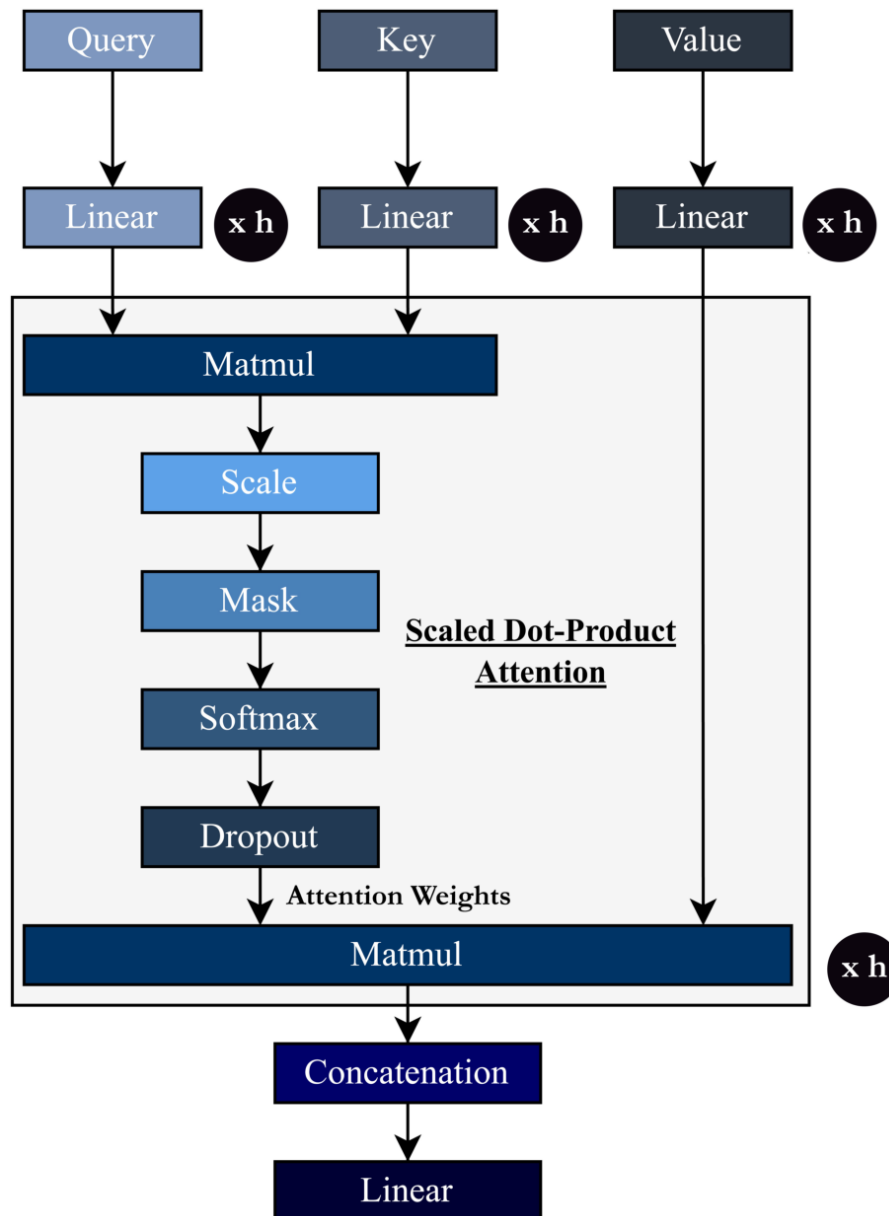 Query
Key
Value
Linear
x h
Linear
x h
Linear
x h
Matmul
Scale
Mask
Scaled Dot-Product
Attention
Softmax
Dropout
Attention Weights
Matmul
x h
Concatenation
Linear